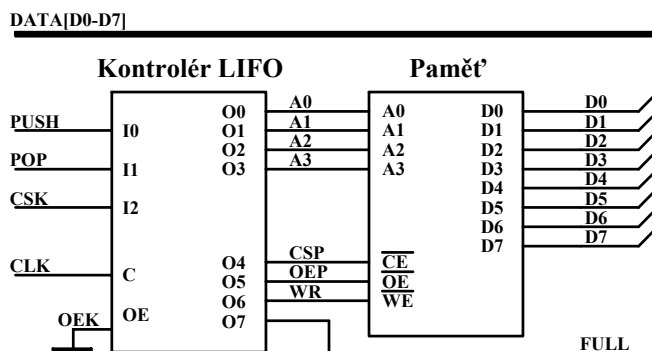 DATA[D0-D7]
Kontrolér LIFO
Paměť
PUSH
POP
CSK
CLK
OEK
I0
I1
I2
C
OE
O0
O1
O2
O3
O4
O5
O6
O7
A0
A1
A2
A3
CSP
OEP
WR
A0
A1
A2
A3
CE
OE
WE
D0
D1
D2
D3
D4
D5
D6
D7
D0
D1
D2
D3
D4
D5
D6
D7
FULL